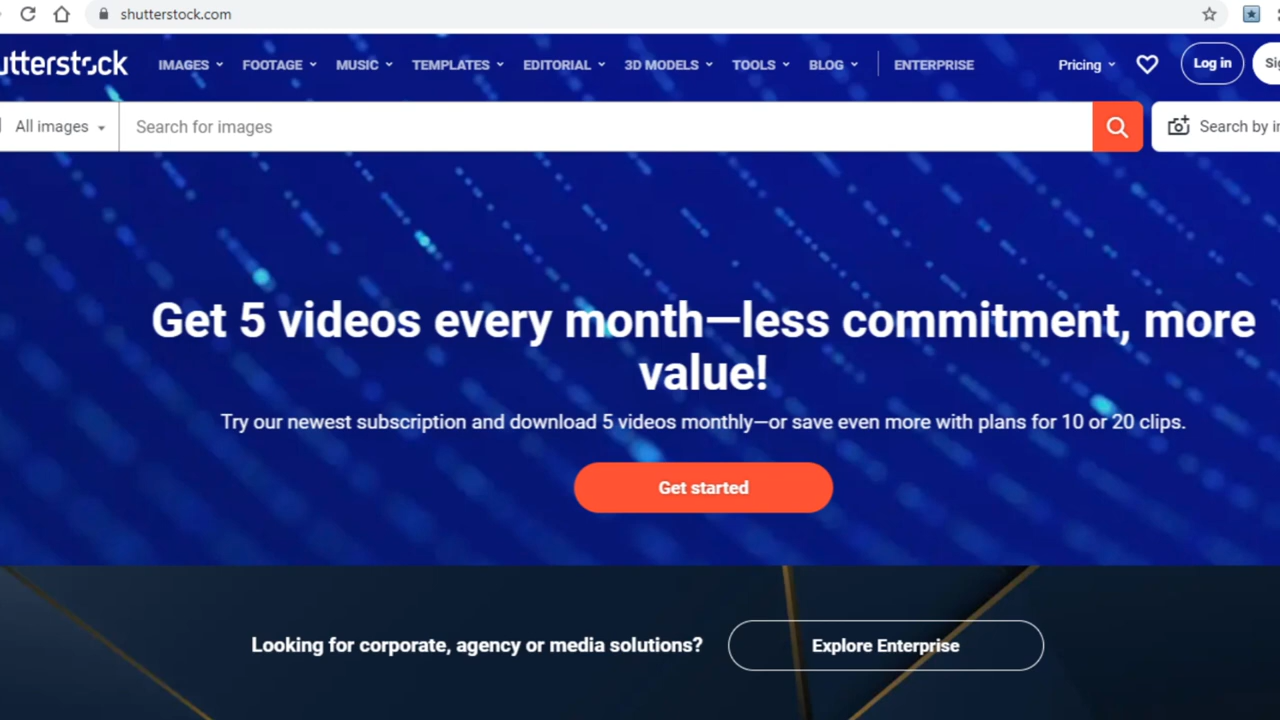 shutterstock.com
utterstock IMAGES FOOTAGE MUSIC TEMPLATES EDITORIAL 3D MODELS TOOLS BLOG ENTERPRISE Pricing Log in Sig
All images Search for images Search by i
Get 5 videos every month—less commitment, more
value!
Try our newest subscription and download 5 videos monthly—or save even more with plans for 10 or 20 clips.
Get started
Looking for corporate, agency or media solutions? Explore Enterprise